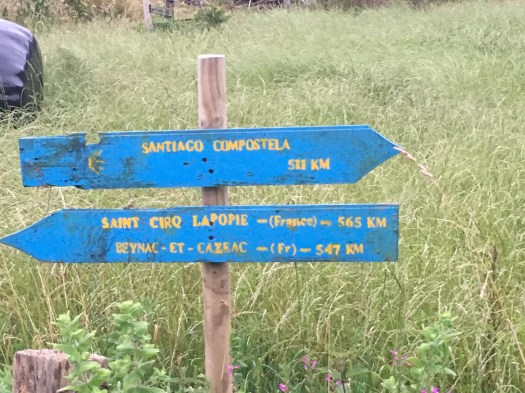 SANTIAGO COMPOSTELA
511 KM
SAINT CIRQ LAPOPIE -(France)- 565 KM
BEYNAC-ET-CAZEAC -(Fr)- 547 KM